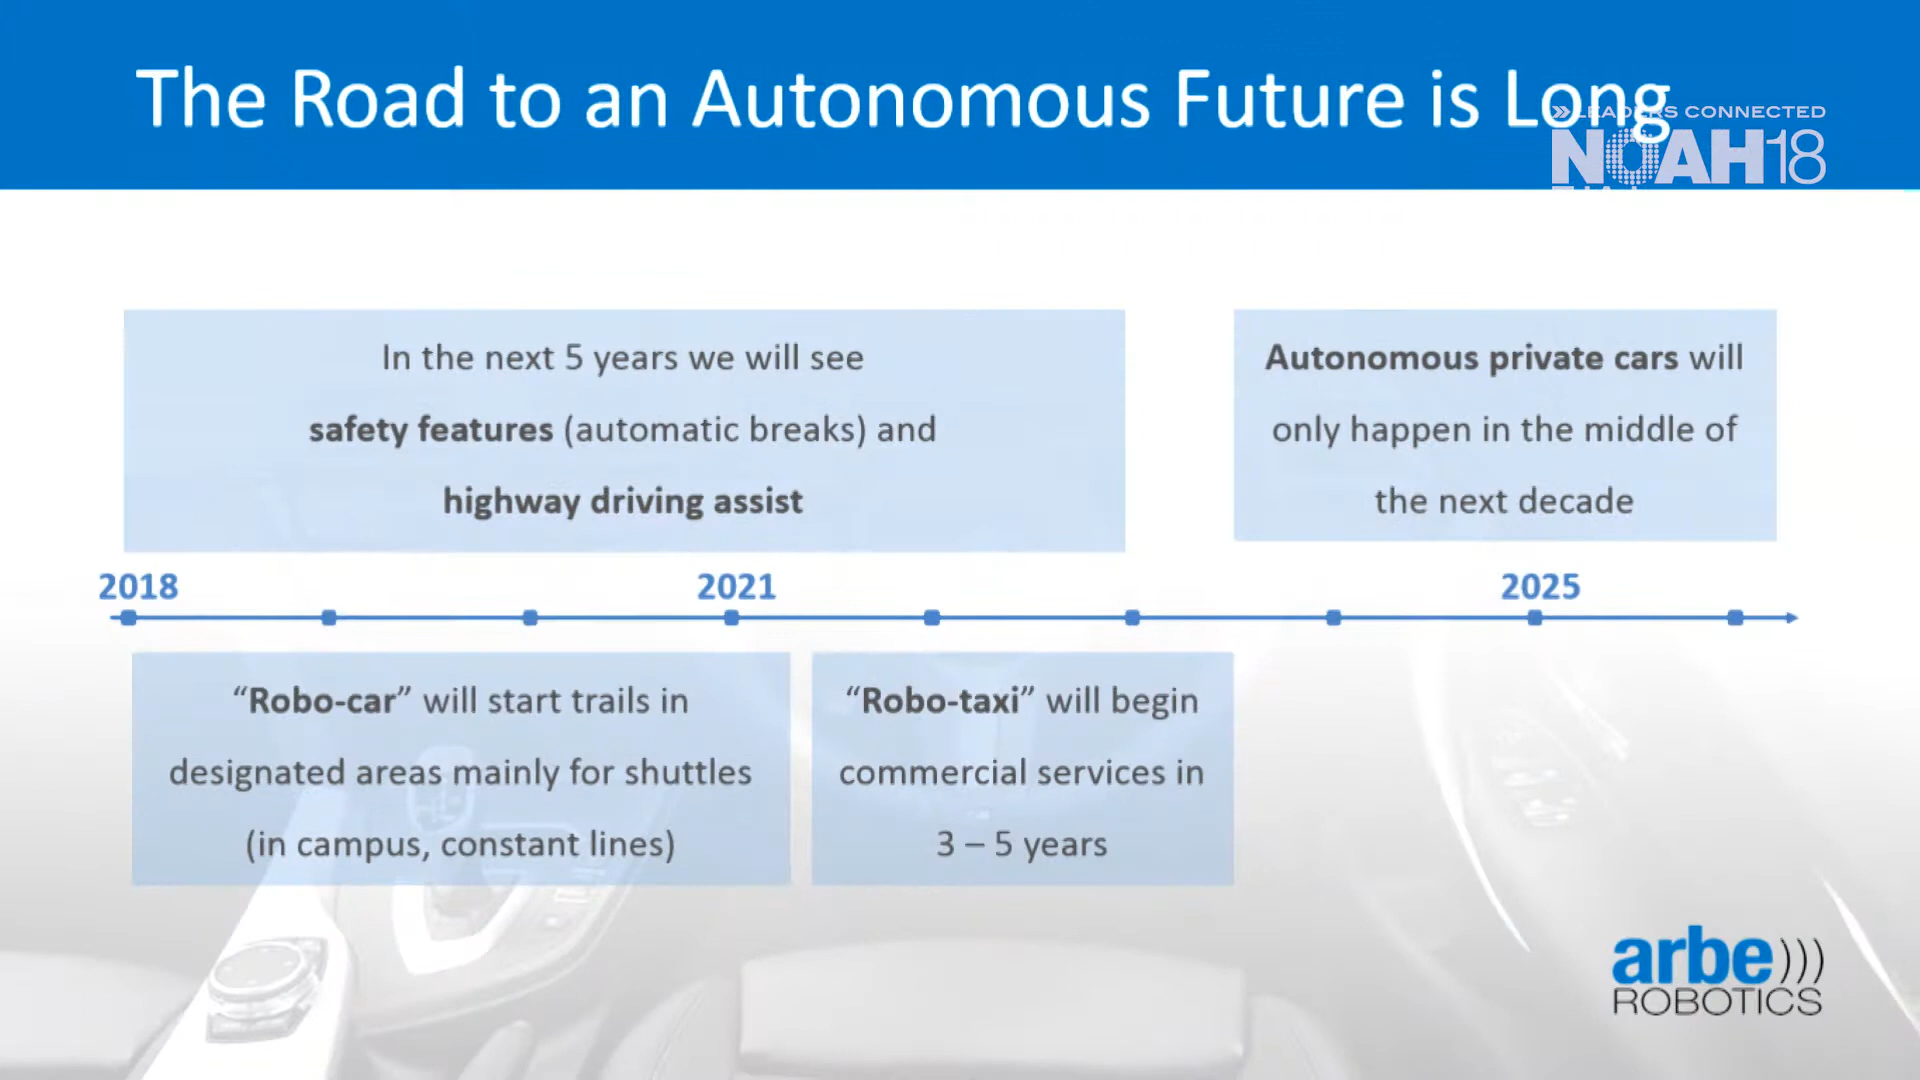 The Road to an Autonomous Future is Long
LEADERS CONNECTED
NOAH18
In the next 5 years we will see
safety features (automatic breaks) and
highway driving assist
Autonomous private cars will
only happen in the middle of
the next decade
2018
2021
2025
“Robo-car” will start trails in
designated areas mainly for shuttles
(in campus, constant lines)
“Robo-taxi” will begin
commercial services in
3 – 5 years
arbe)))
ROBOTICS